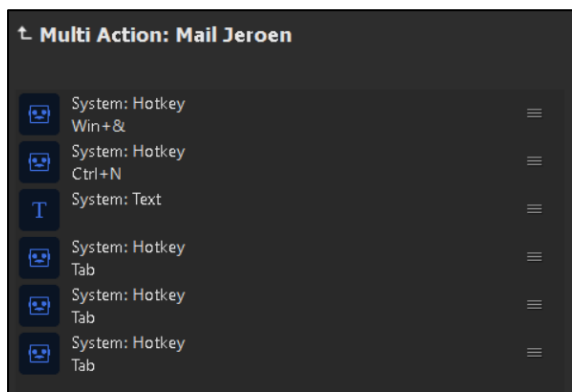 Multi Action: Mail Jeroen
System: Hotkey
Win+&
System: Hotkey
Ctrl+N
T
System: Text
System: Hotkey
Tab
System: Hotkey
Tab
System: Hotkey
Tab